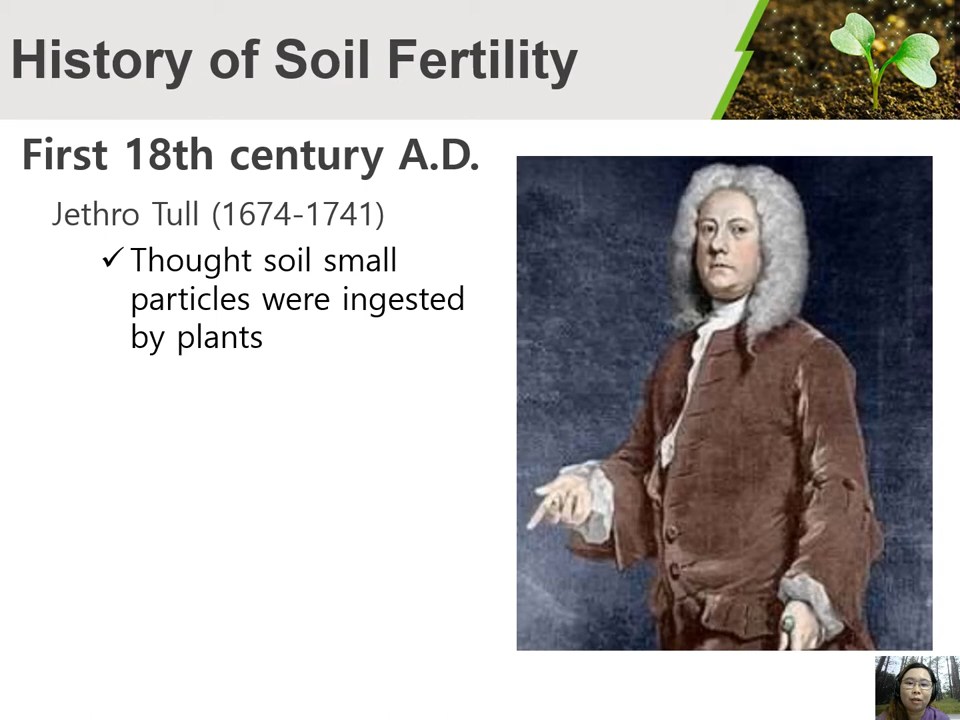 History of Soil Fertility
First 18th century A.D.
Jethro Tull (1674-1741)
✓ Thought soil small
particles were ingested
by plants